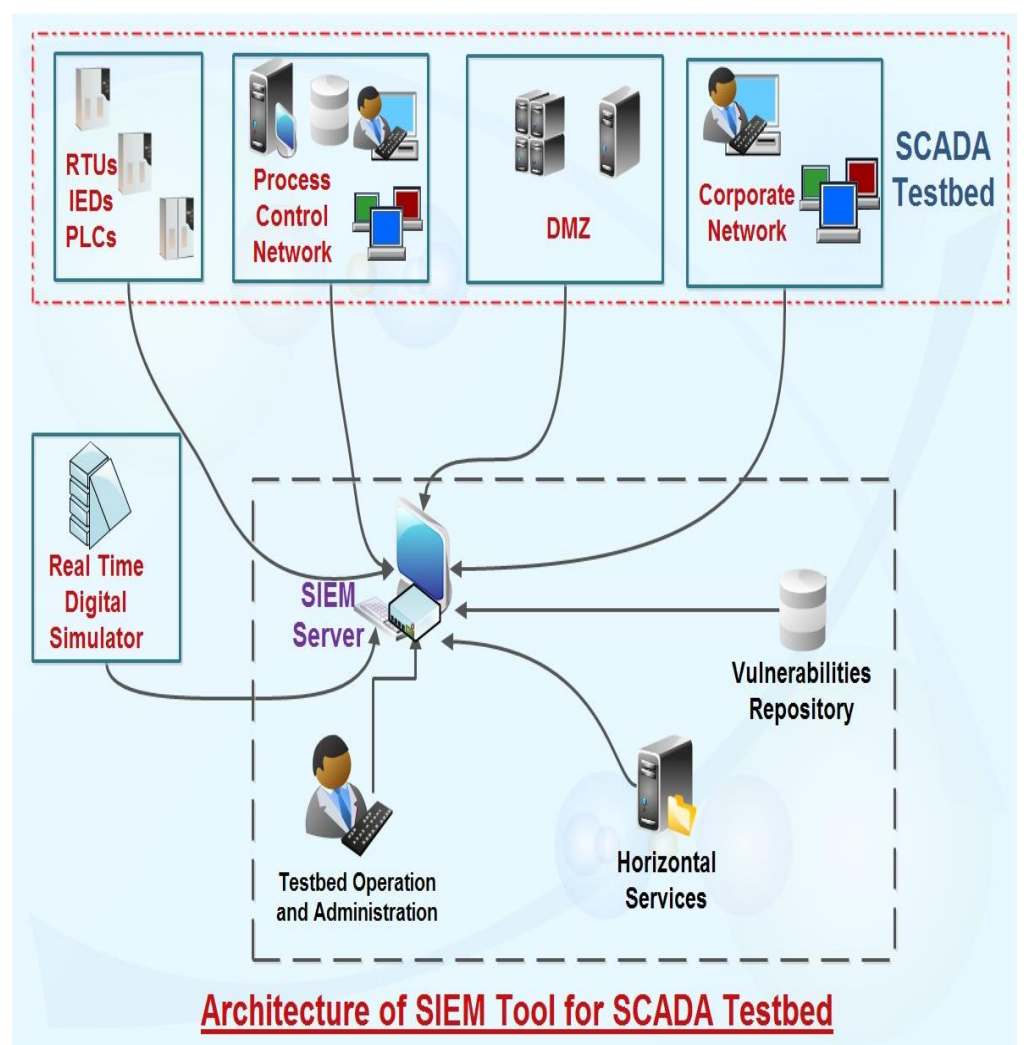 RTUs
IEDs
PLCs
Process
Control
Network
DMZ
Corporate
Network
SCADA
Testbed
Real Time
Digital
Simulator
SIEM
Server
Vulnerabilities
Repository
Testbed Operation
and Administration
Horizontal
Services
Architecture of SIEM Tool for SCADA Testbed